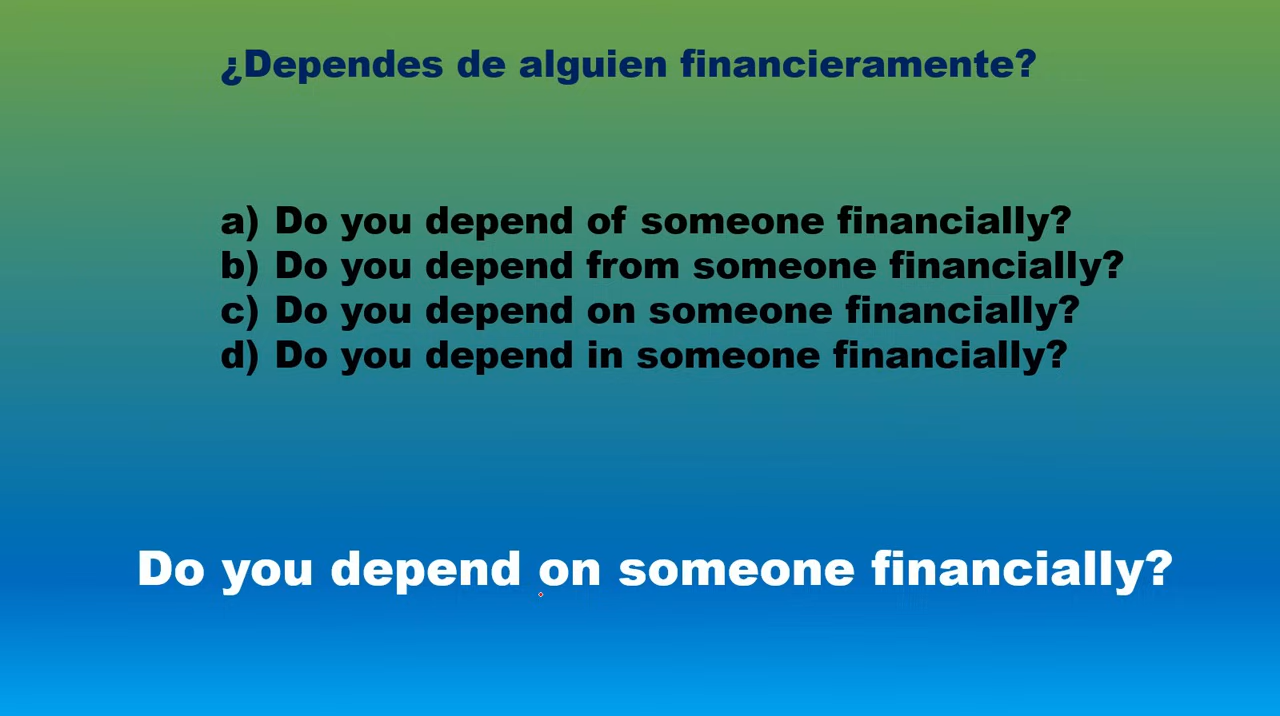 ¿Dependes de alguien financieramente?
a) Do you depend of someone financially?
b) Do you depend from someone financially?
c) Do you depend on someone financially?
d) Do you depend in someone financially?
Do you depend on someone financially?